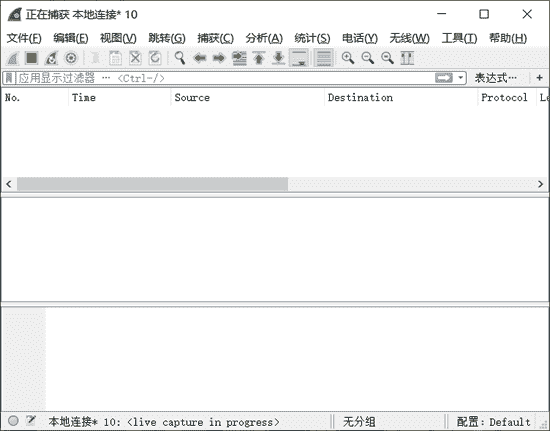 正在捕获 本地连接* 10
文件(F) 编辑(E) 视图(V) 跳转(G) 捕获(C) 分析(A) 统计(S) 电话(Y) 无线(W) 工具(T) 帮助(H)
应用显示过滤器 … <Ctrl-/> 表达式… +
No. Time Source Destination Protocol Le
本地连接* 10: <live capture in progress> 无分组 配置: Default